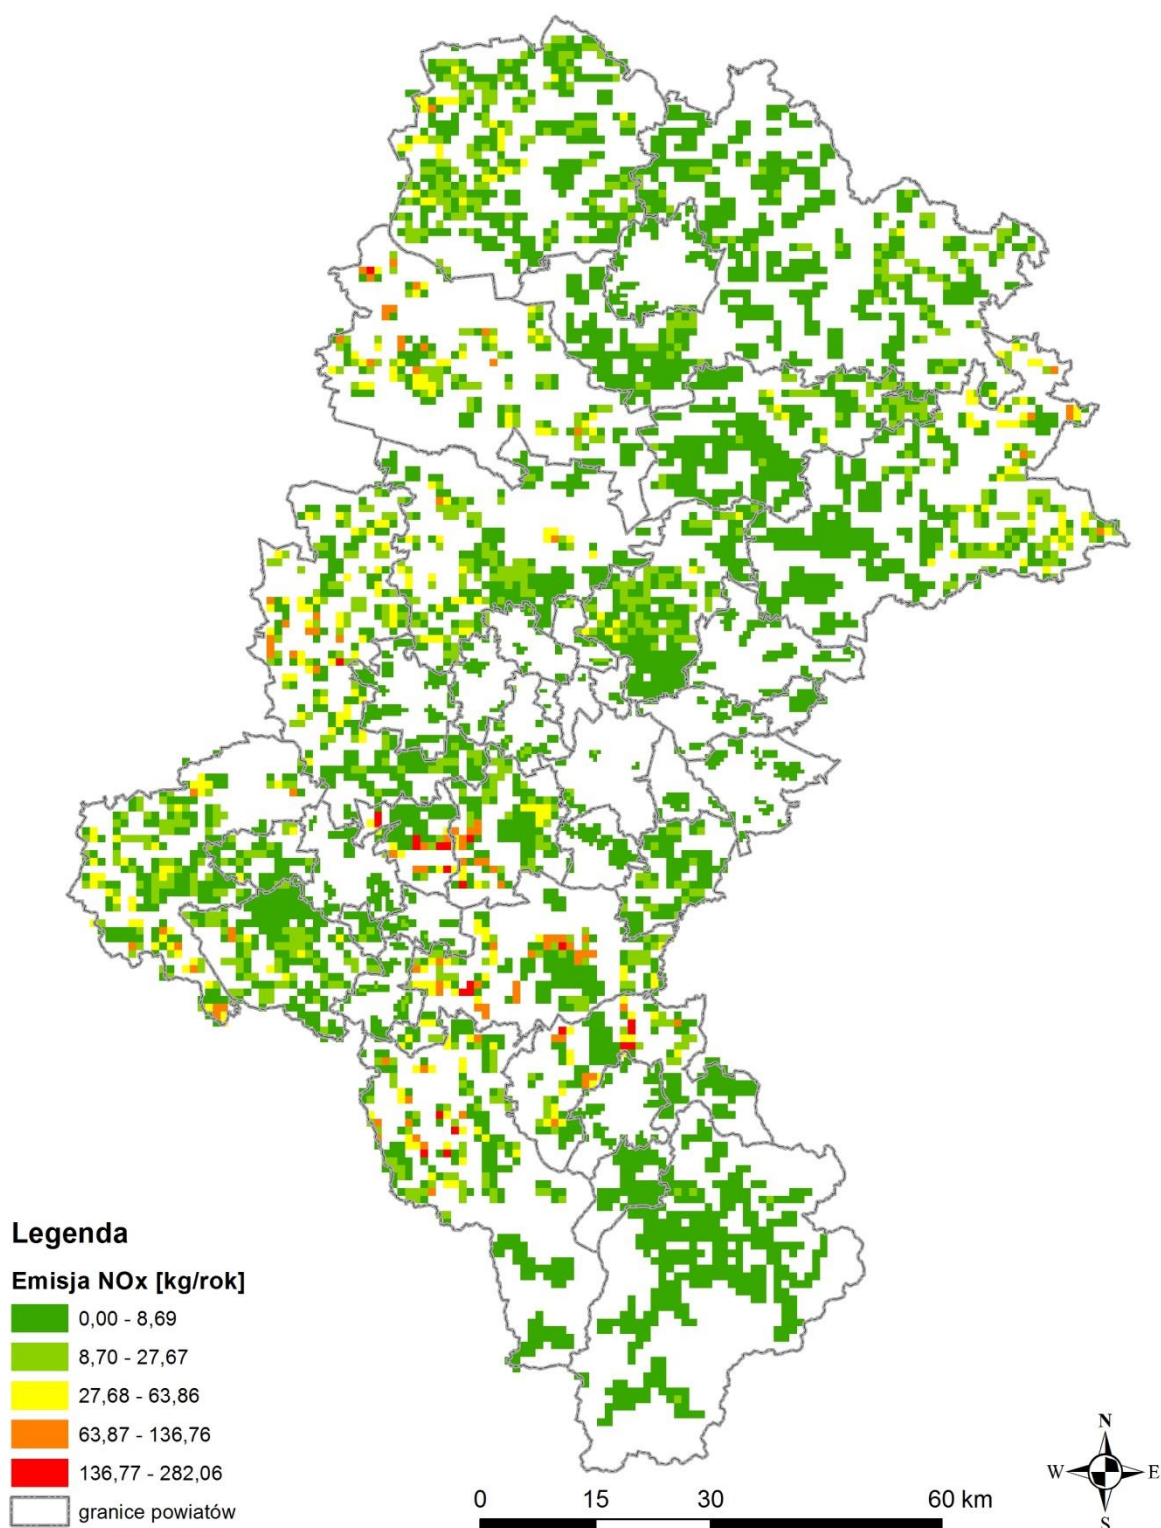 Legenda
Emisja NOx [kg/rok]
0,00 - 8,69
8,70 - 27,67
27,68 - 63,86
63,87 - 136,76
136,77 - 282,06
granice powiatów
0 15 30 60 km
N
W E
S